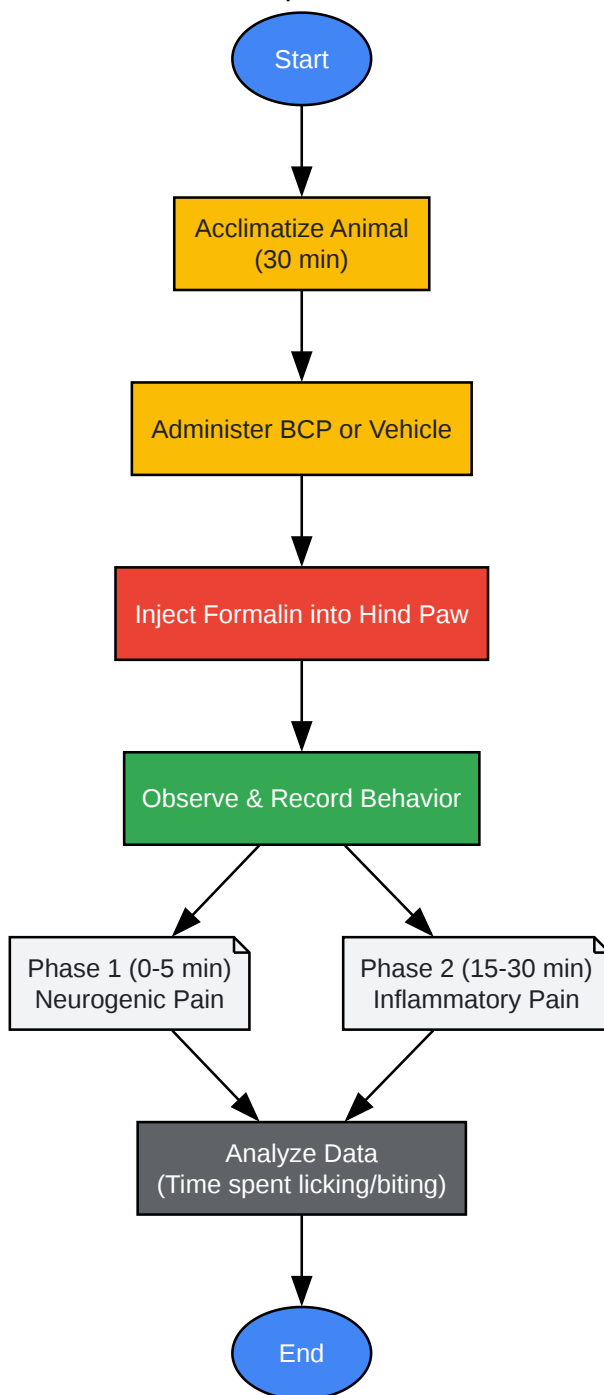 Start
Acclimatize Animal
(30 min)
Administer BCP or Vehicle
Inject Formalin into Hind Paw
Observe & Record Behavior
Phase 1 (0-5 min)
Neurogenic Pain
Phase 2 (15-30 min)
Inflammatory Pain
Analyze Data
(Time spent licking/biting)
End